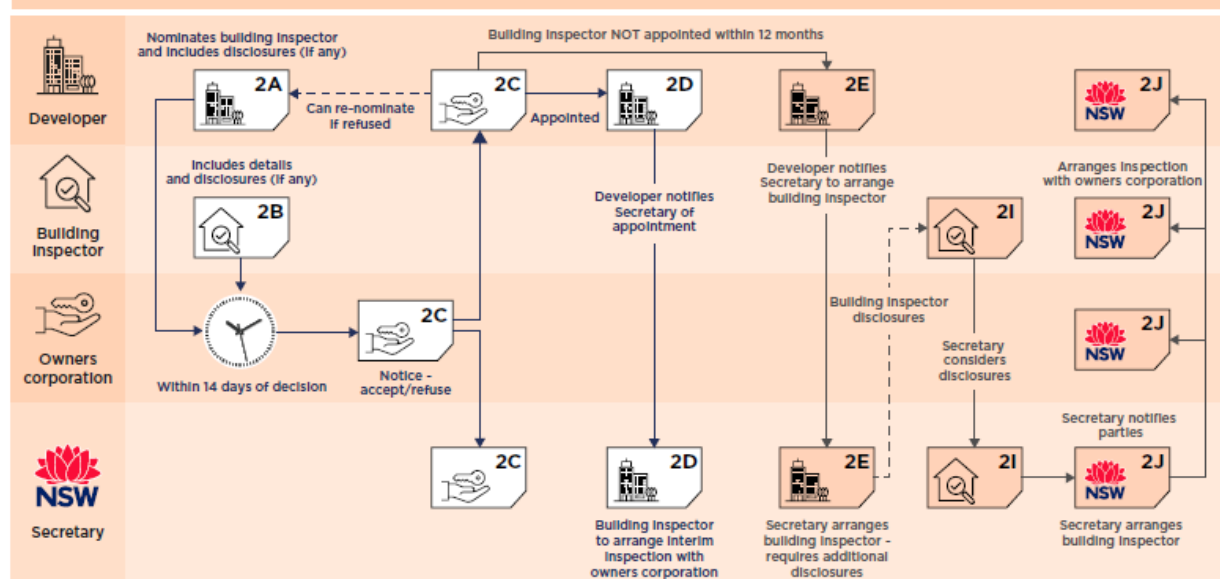 Nominates building inspector
and includes disclosures (if any)
Building Inspector NOT appointed within 12 months
2A
2C
2D
2E
2J
NSW
Can re-nominate
if refused
Appointed
Developer
Includes details
and disclosures (if any)
Developer notifies
Secretary of
appointment
Developer notifies
Secretary to arrange
building inspector
Arranges inspection
with owners corporation
2B
2I
2J
NSW
Building
Inspector
Building inspector
disclosures
2C
2J
NSW
Owners
corporation
Within 14 days of decision
Notice -
accept/refuse
Secretary
considers
disclosures
Secretary notifies
parties
2C
2D
2E
2I
2J
NSW
NSW
Secretary
Building inspector
to arrange interim
inspection with
owners corporation
Secretary arranges
building inspector -
requires additional
disclosures
Secretary arranges
building inspector